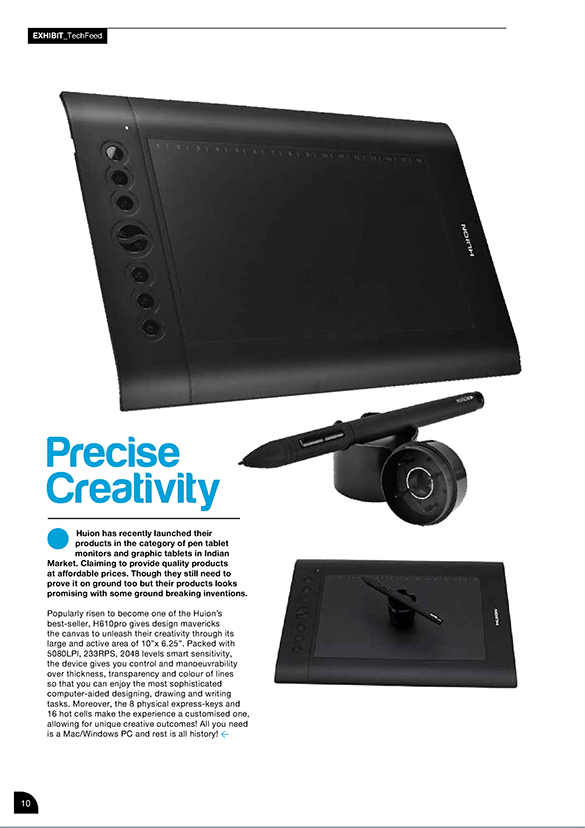 EXHIBIT_TechFeed
HUION
HUION
Precise
Creativity
Huion has recently launched their
products in the category of pen tablet
monitors and graphic tablets in Indian
Market. Claiming to provide quality products
at affordable prices. Though they still need to
prove it on ground too but their products looks
promising with some ground breaking inventions.
HUION
Popularly risen to become one of the Huion's
best-seller, H610pro gives design mavericks
the canvas to unleash their creativity through its
large and active area of 10"x 6.25". Packed with
5080LPI, 233RPS, 2048 levels smart sensitivity,
the device gives you control and manoeuvrability
over thickness, transparency and colour of lines
so that you can enjoy the most sophisticated
computer-aided designing, drawing and writing
tasks. Moreover, the 8 physical express-keys and
16 hot cells make the experience a customised one,
allowing for unique creative outcomes! All you need
is a Mac/Windows PC and rest is all history!
10